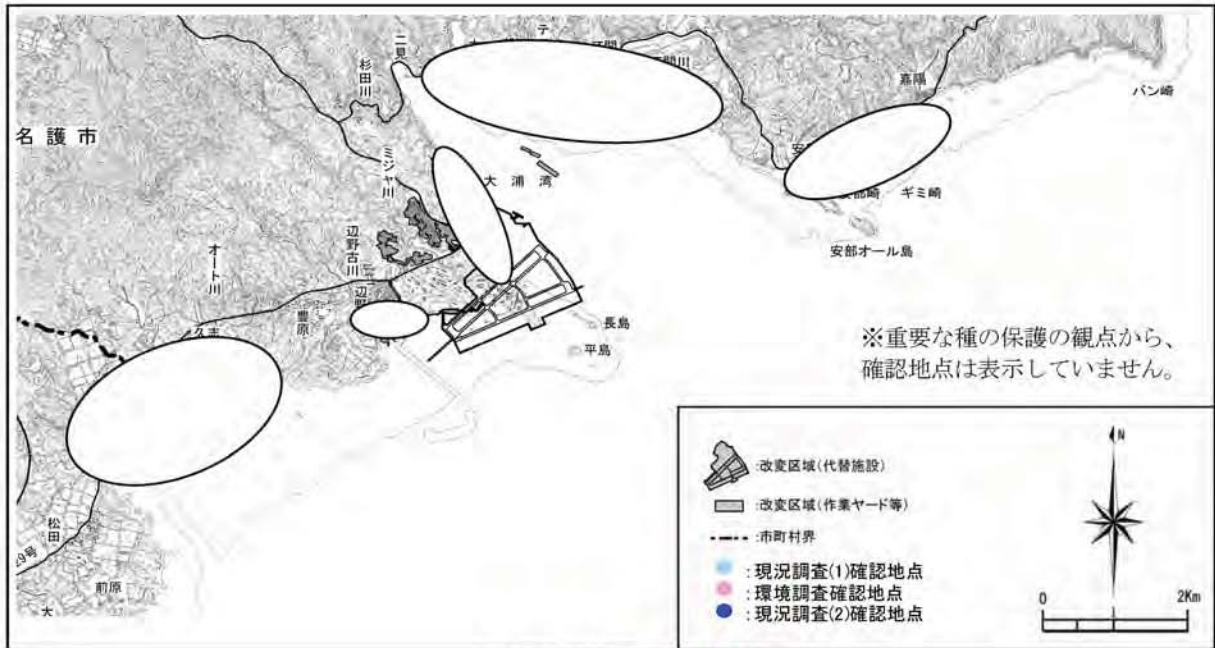 二見
テ
杉田川
嘉陽
バン崎
名護市
ミジャ川
大浦湾
ギミ崎
安部オール島
オート川
辺野古川
豊原
長島
平島
※重要な種の保護の観点から、
確認地点は表示していません。
松田
前原
大
:改変区域(代替施設)
:改変区域(作業ヤード等)
:市町村界
:現況調査(1)確認地点
:環境調査確認地点
:現況調査(2)確認地点
N
0 2Km